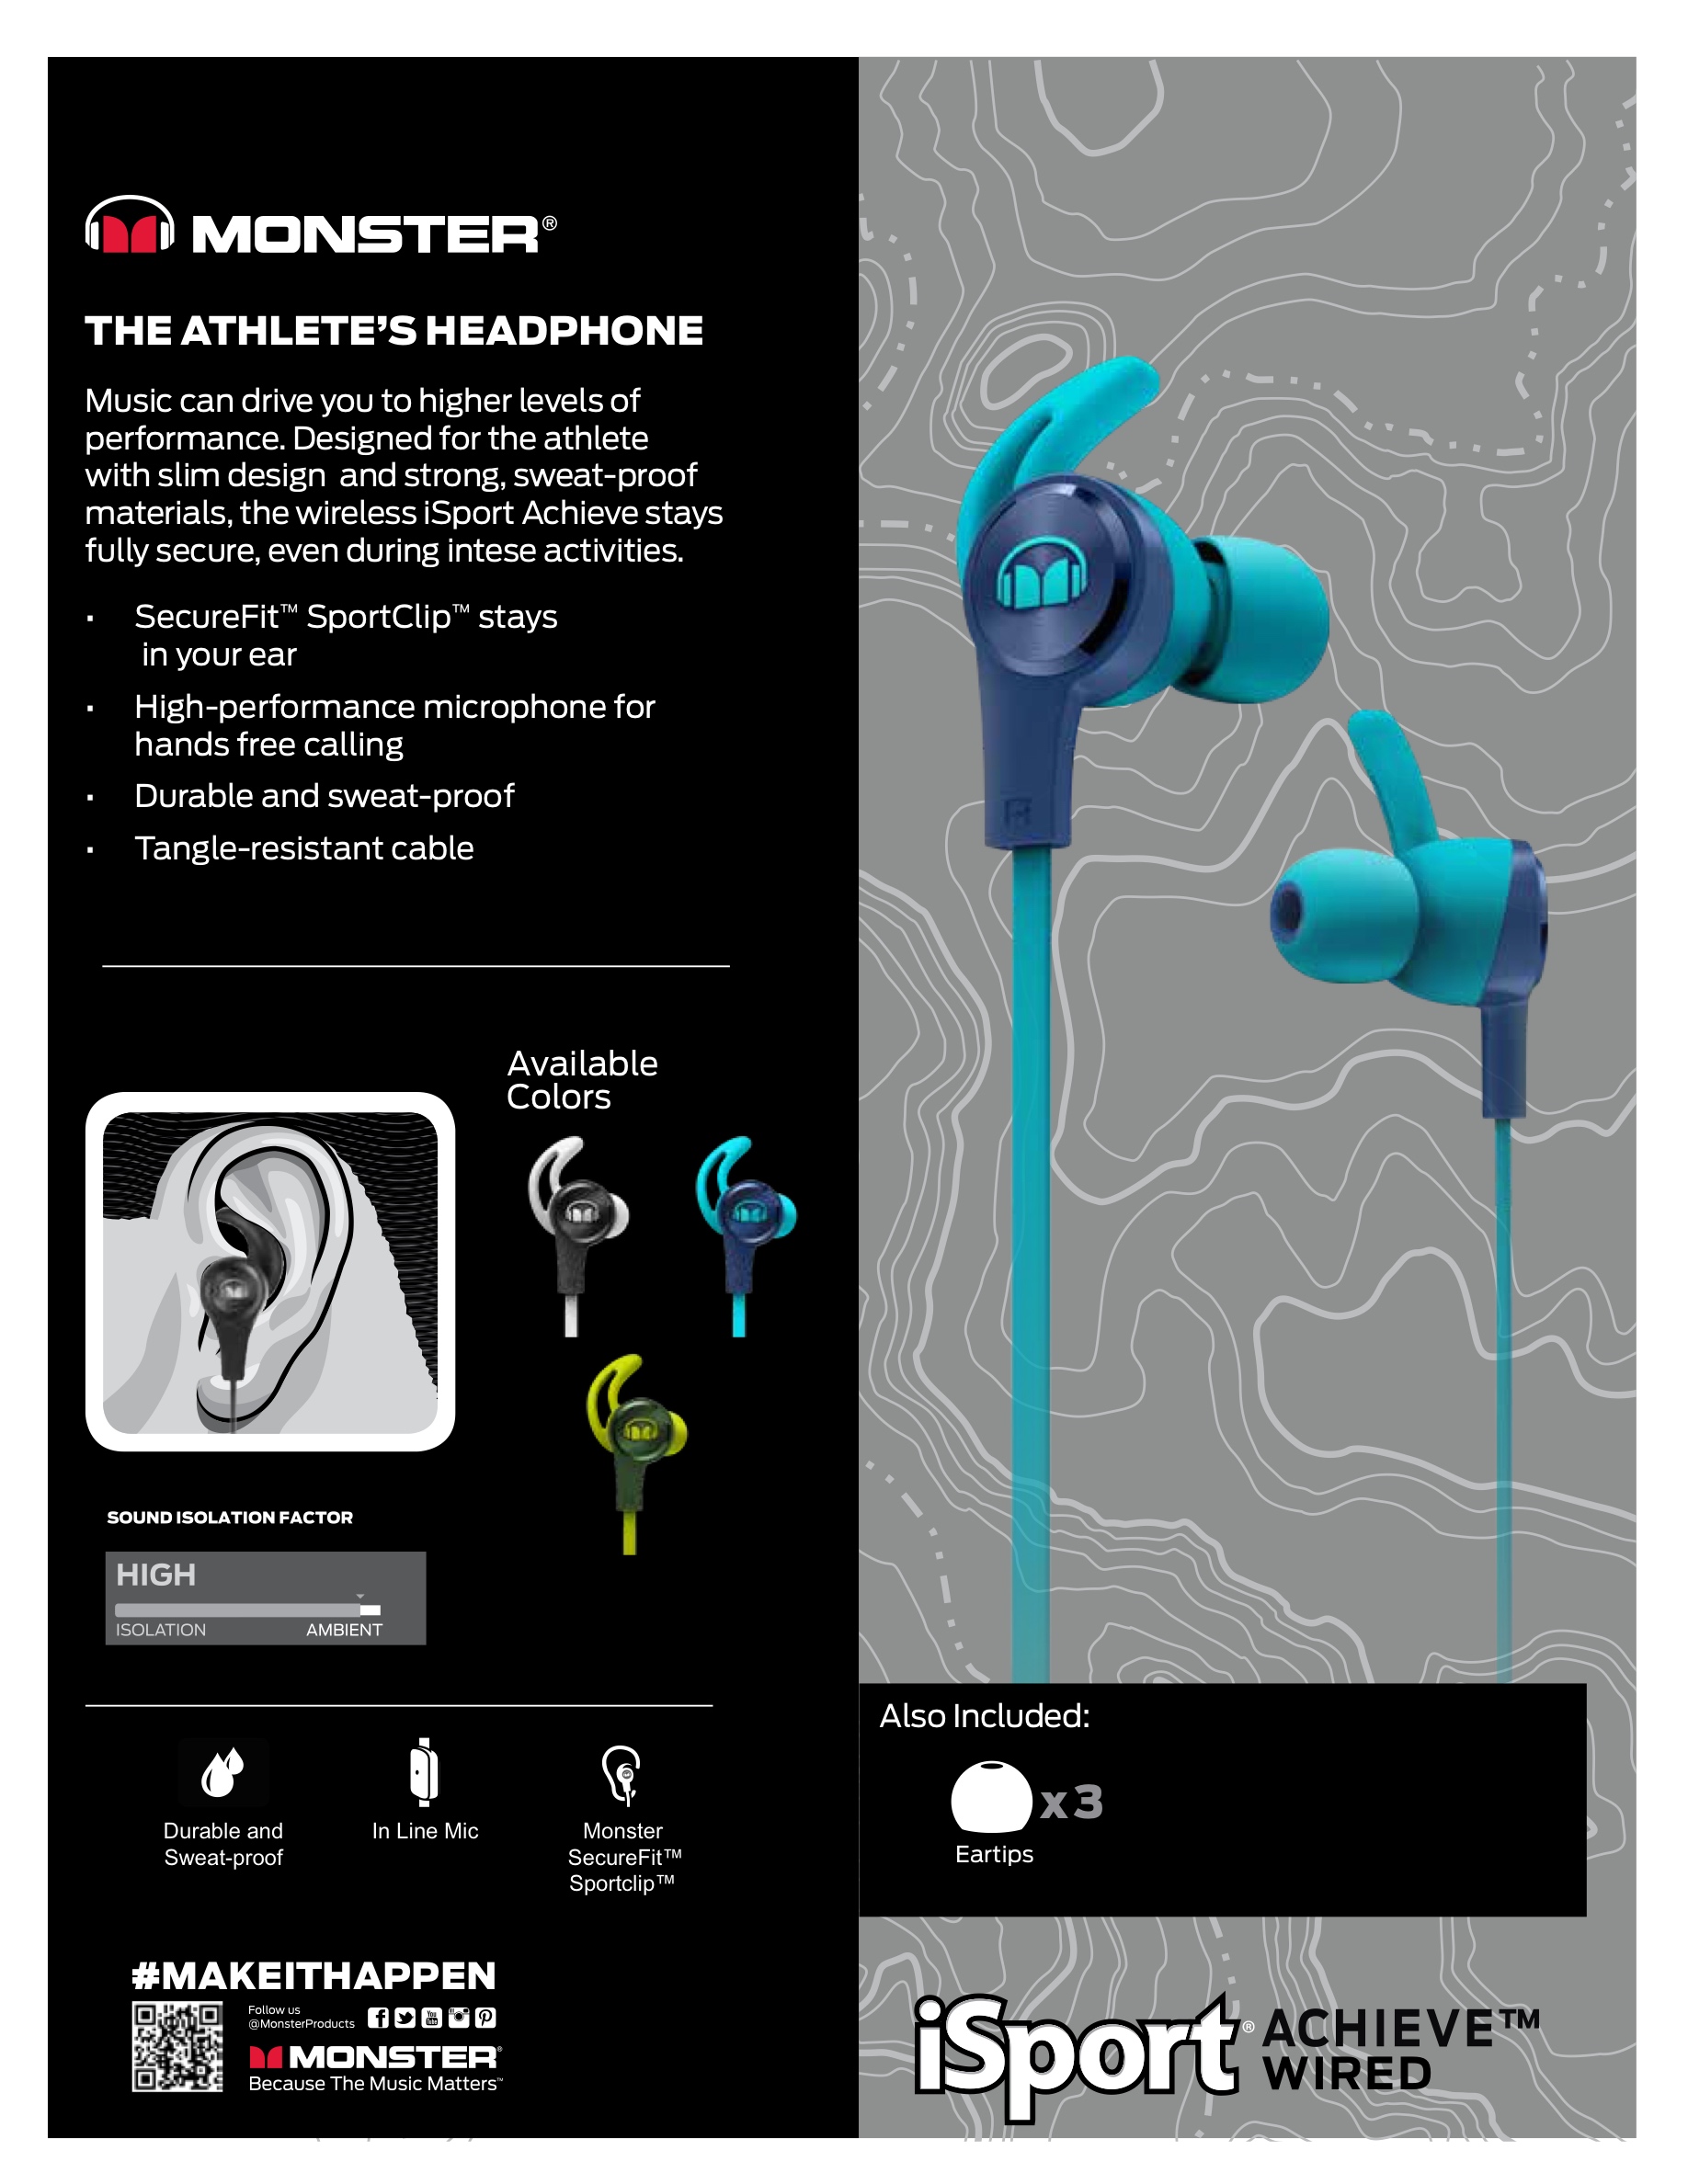 MONSTER®
THE ATHLETE'S HEADPHONE
Music can drive you to higher levels of
performance. Designed for the athlete
with slim design  and strong, sweat-proof
materials, the wireless iSport Achieve stays
fully secure, even during intese activities.
· SecureFit™ SportClip™ stays
in your ear
· High-performance microphone for
hands free calling
· Durable and sweat-proof
· Tangle-resistant cable
Available
Colors
SOUND ISOLATION FACTOR
HIGH
ISOLATION AMBIENT
Durable and
Sweat-proof
In Line Mic
Monster
SecureFit™
Sportclip™
#MAKEITHAPPEN
Follow us
@MonsterProducts
You
Tube
MONSTER®
Because The Music Matters™
Also Included:
x3
Eartips
iSport® ACHIEVE™
WIRED